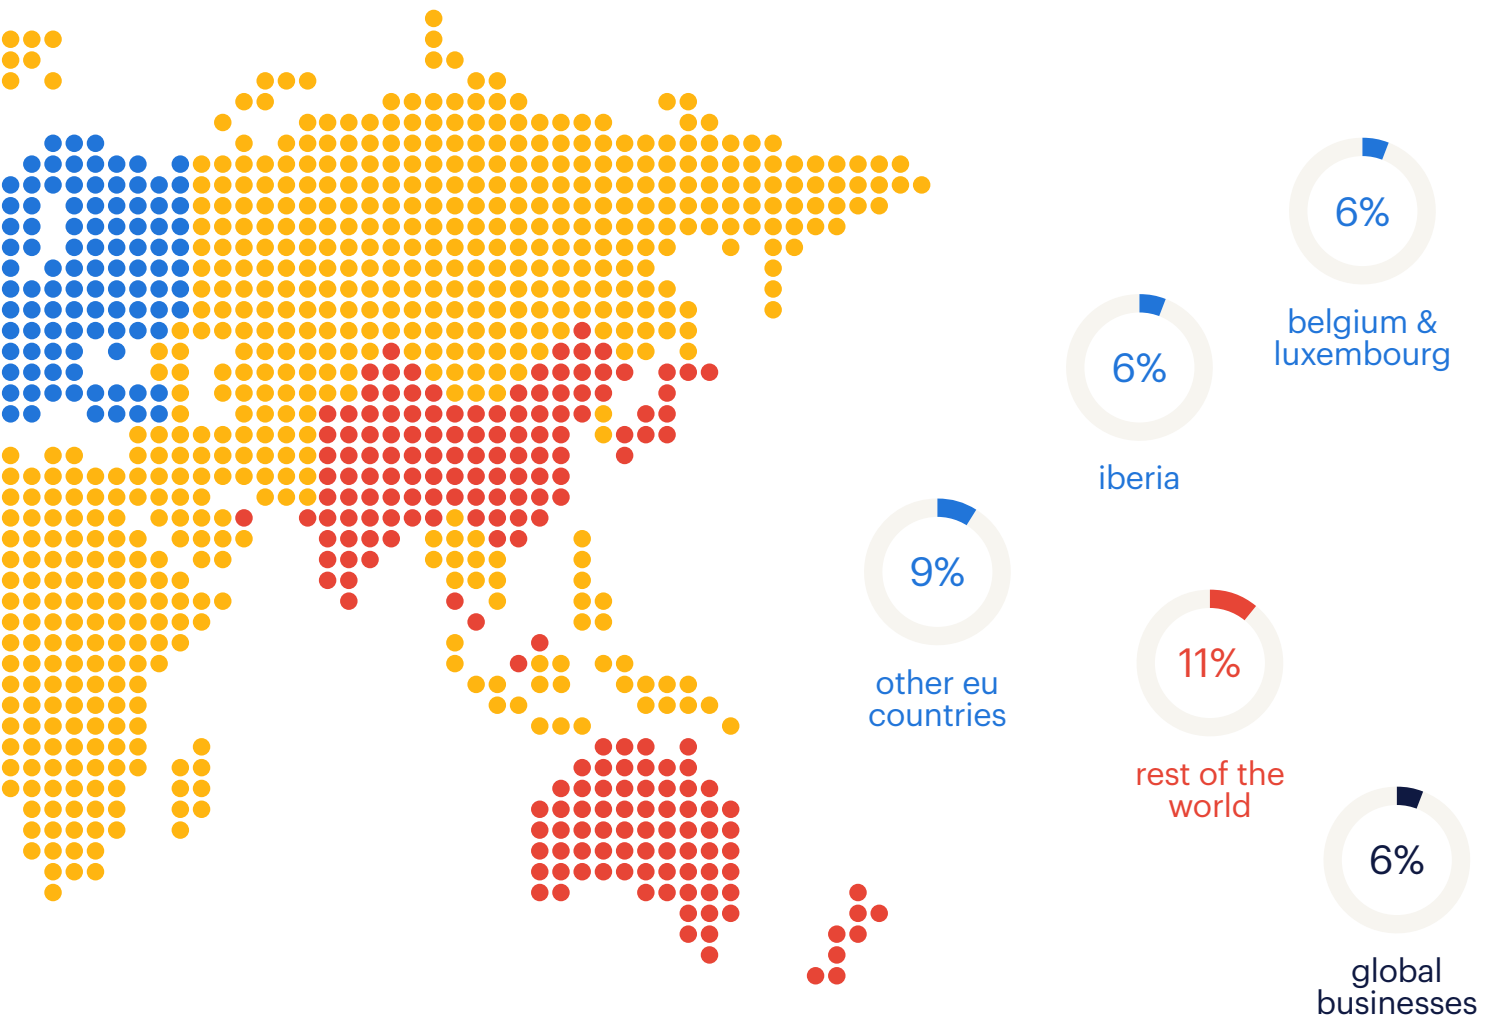 6%
belgium &
luxembourg
6%
iberia
9%
other eu
countries
11%
rest of the
world
6%
global
businesses